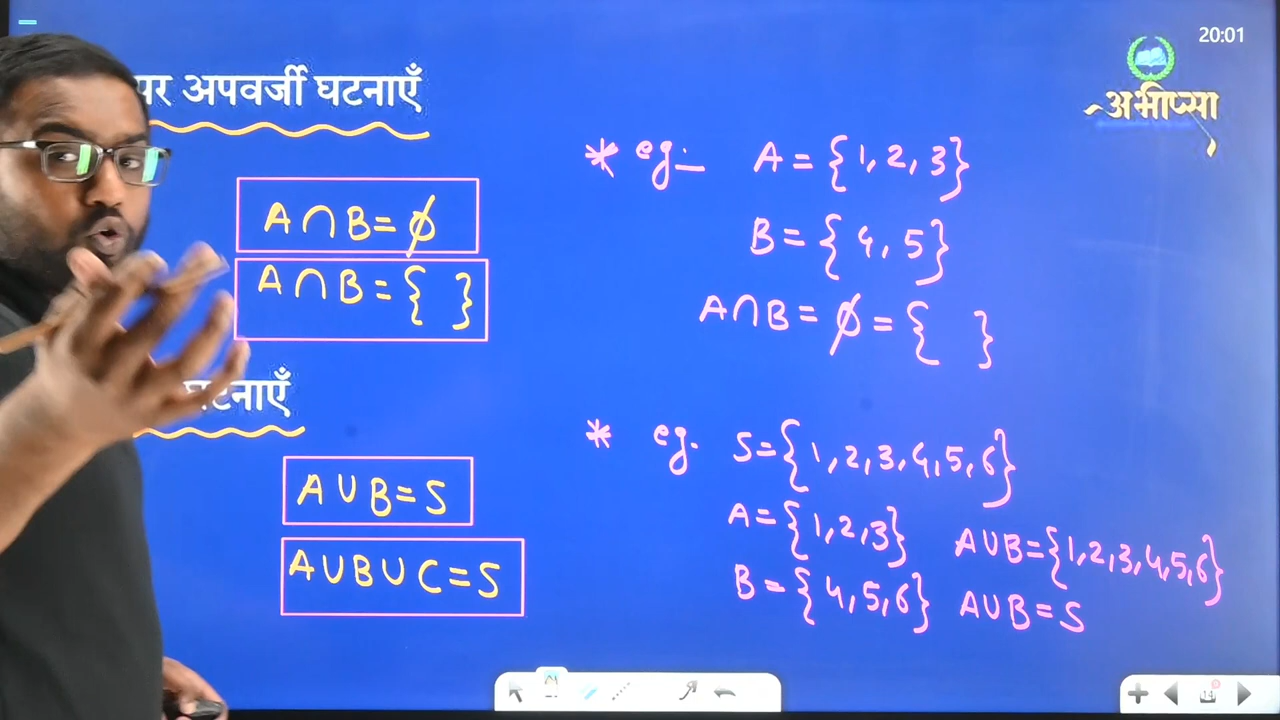 20:01
अभीप्सा
अपवर्जी घटनाएँ
A∩B=ϕ
A∩B={ }
* eg:- A={1,2,3}
B={4,5}
A∩B=ϕ={ }
घटनाएँ
A∪B=S
A∪B∪C=S
* eg. S={1,2,3,4,5,6}
A={1,2,3} A∪B={1,2,3,4,5,6}
B={4,5,6} A∪B=S